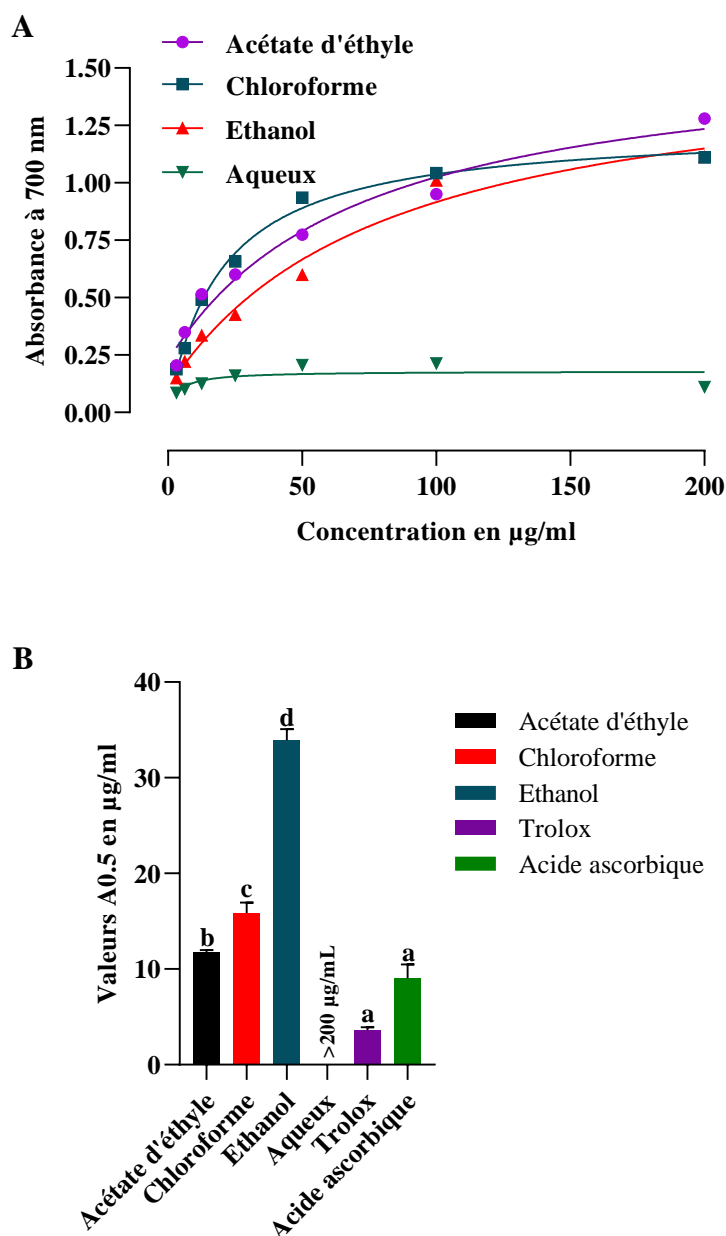 A
Acétate d'éthyle
Chloroforme
Ethanol
Aqueux
1.50
1.25
1.00
0.75
0.50
0.25
0.00
Absorbance à 700 nm
0 50 100 150 200
Concentration en µg/ml
B
40
30
20
10
0
Valeurs A0.5 en µg/ml
b
c
d
>200 µg/mL
a
a
Acétate d'éthyle
Chloroforme
Ethanol
Aqueux
Trolox
Acide ascorbique
Acétate d'éthyle
Chloroforme
Ethanol
Trolox
Acide ascorbique